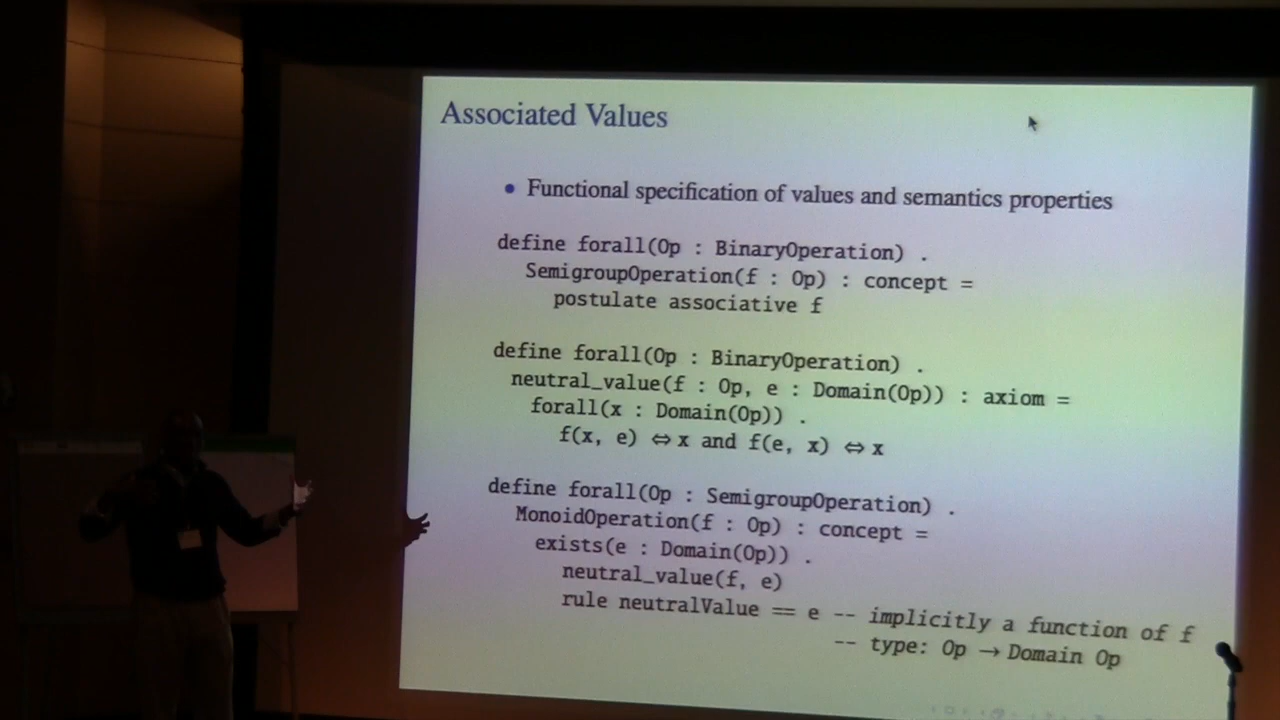 Associated Values
• Functional specification of values and semantics properties
define forall(Op : BinaryOperation) .
SemigroupOperation(f : Op) : concept =
postulate associative f
define forall(Op : BinaryOperation) .
neutral_value(f : Op, e : Domain(Op)) : axiom =
forall(x : Domain(Op)) .
f(x, e) ⇔ x and f(e, x) ⇔ x
define forall(Op : SemigroupOperation) .
MonoidOperation(f : Op) : concept =
exists(e : Domain(Op)) .
neutral_value(f, e)
rule neutralValue == e -- implicitly a function of f
-- type: Op → Domain Op